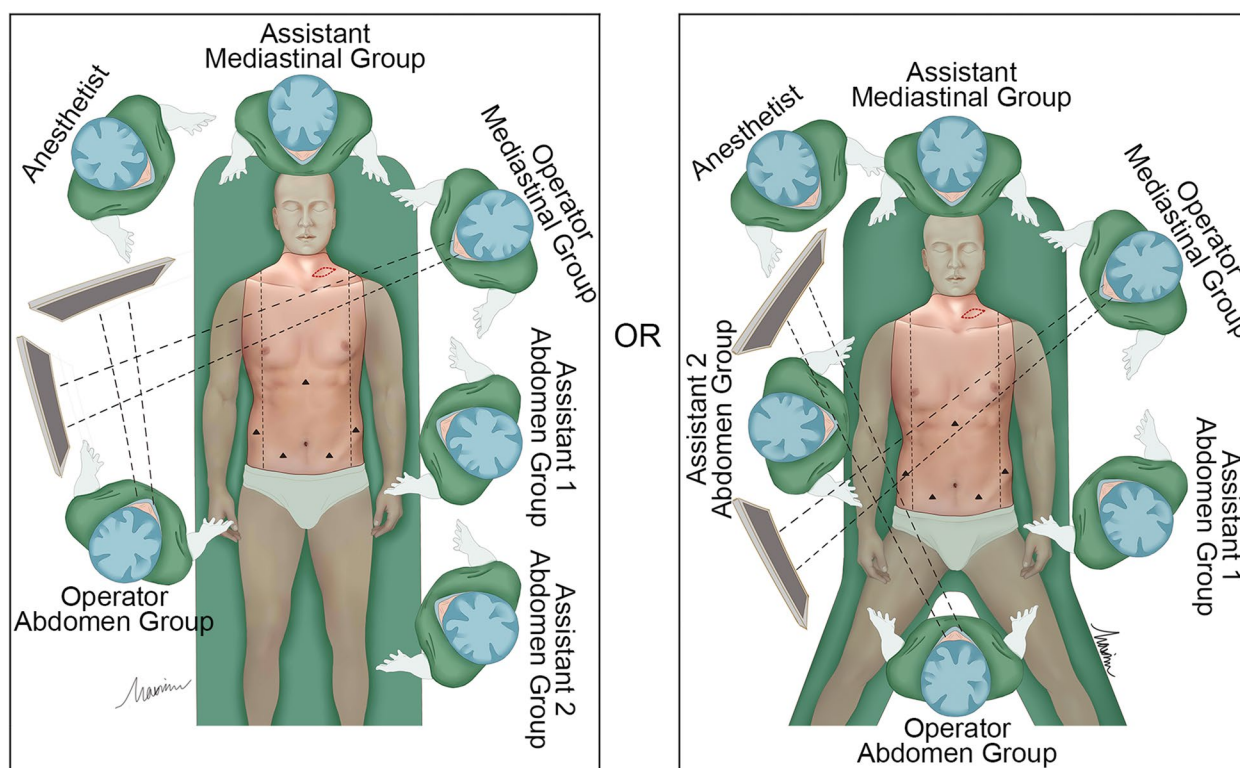 Assistant
Mediastinal Group
Anesthetist
Operator
Mediastinal Group
Assistant 1
Abdomen Group
Assistant 2
Abdomen Group
Operator
Abdomen Group
OR
Assistant
Mediastinal Group
Anesthetist
Operator
Mediastinal Group
Assistant 2
Abdomen Group
Assistant 1
Abdomen Group
Operator
Abdomen Group